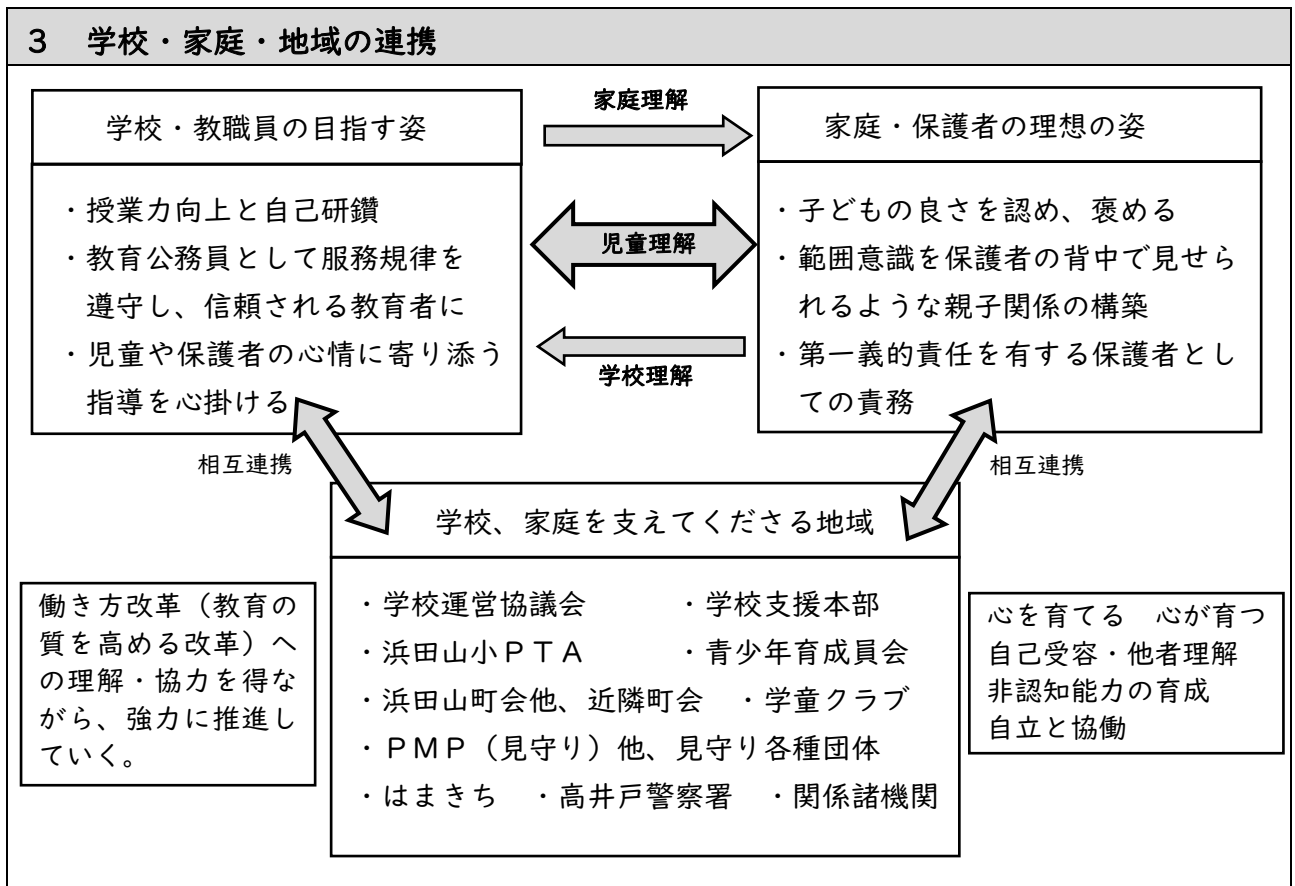 ３　学校・家庭・地域の連携
学校・教職員の目指す姿
・授業力向上と自己研鑽
・教育公務員として服務規律を
遵守し、信頼される教育者に
・児童や保護者の心情に寄り添う
指導を心掛ける
家庭理解
児童理解
学校理解
家庭・保護者の理想の姿
・子どもの良さを認め、褒める
・範囲意識を保護者の背中で見せら
れるような親子関係の構築
・第一義的責任を有する保護者とし
ての責務
相互連携
相互連携
学校、家庭を支えてくださる地域
・学校運営協議会　　　・学校支援本部
・浜田山小ＰＴＡ　　　・青少年育成員会
・浜田山町会他、近隣町会　・学童クラブ
・ＰＭＰ（見守り）他、見守り各種団体
・はまきち　・高井戸警察署　・関係諸機関
働き方改革（教育の
質を高める改革）へ
の理解・協力を得な
がら、強力に推進し
ていく。
心を育てる　心が育つ
自己受容・他者理解
非認知能力の育成
自立と協働